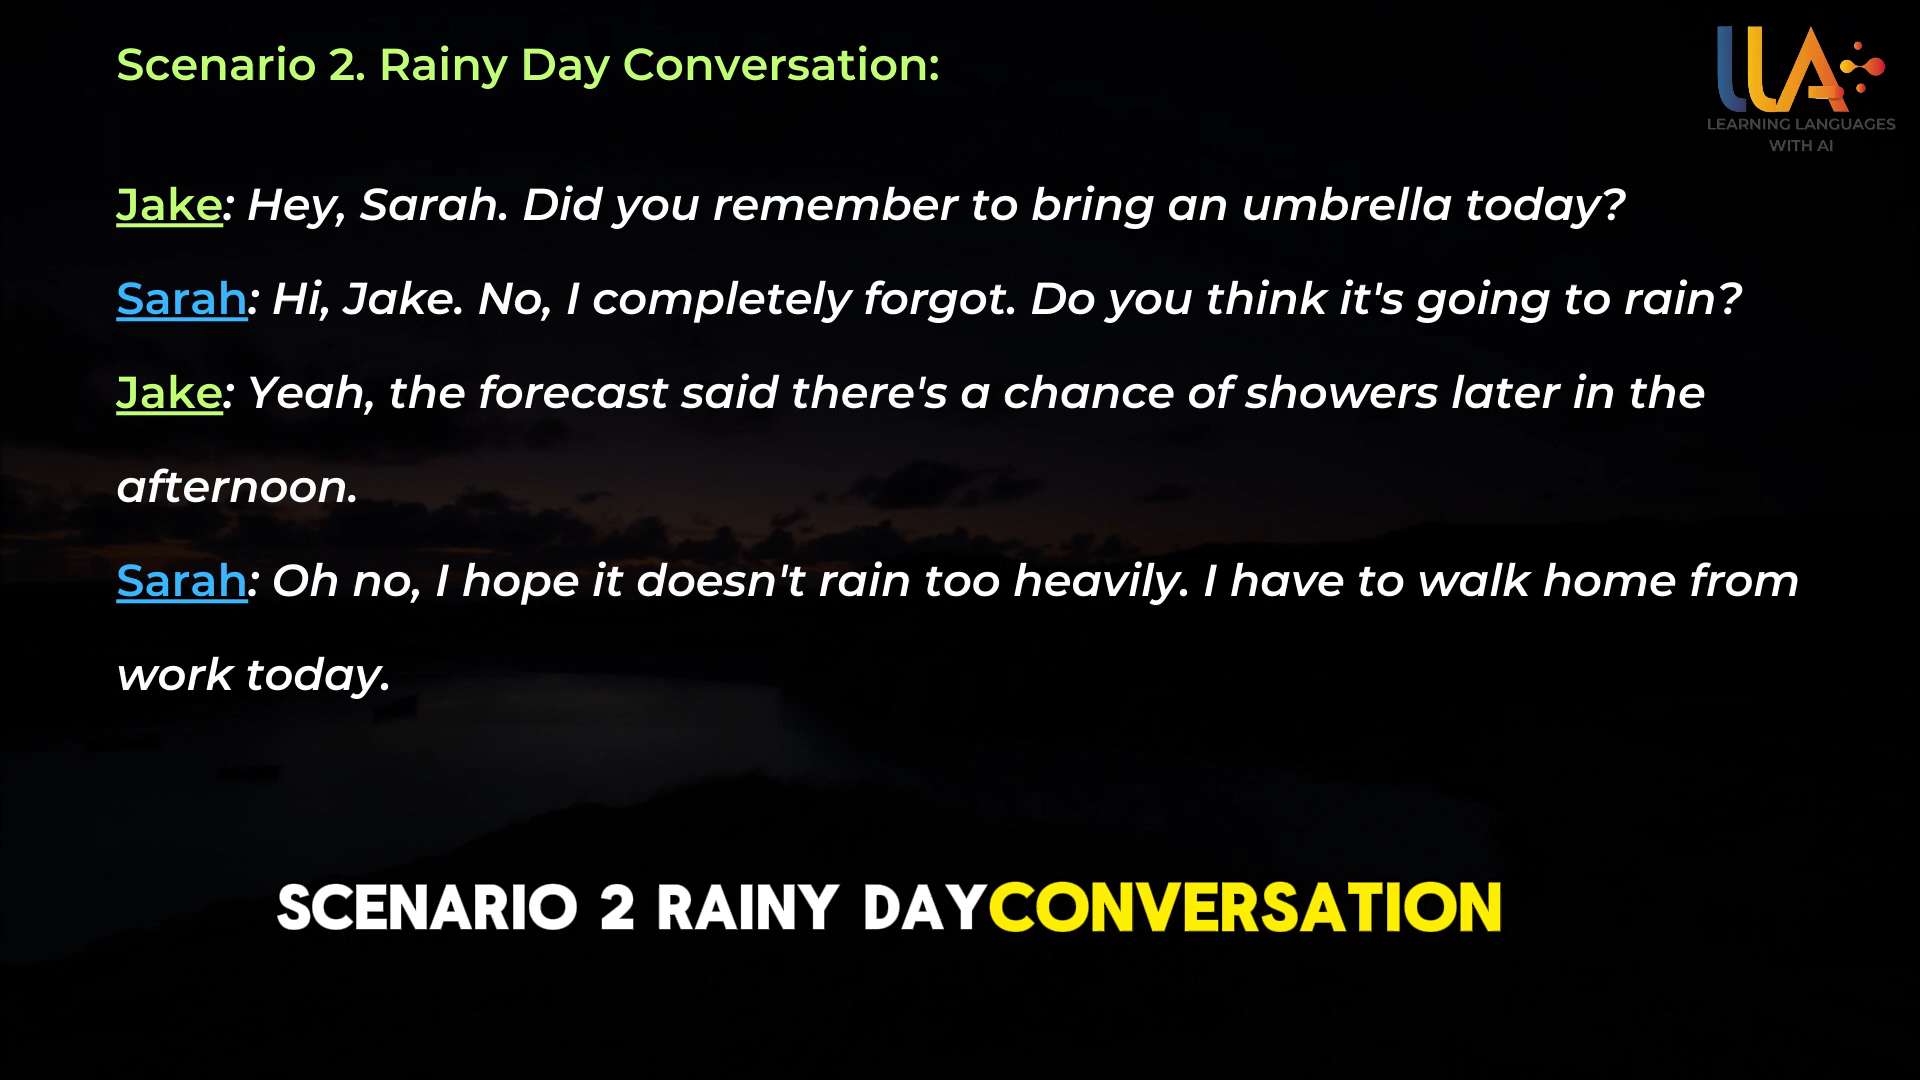 Scenario 2. Rainy Day Conversation:
LLA
LEARNING LANGUAGES
WITH AI
Jake: Hey, Sarah. Did you remember to bring an umbrella today?
Sarah: Hi, Jake. No, I completely forgot. Do you think it's going to rain?
Jake: Yeah, the forecast said there's a chance of showers later in the
afternoon.
Sarah: Oh no, I hope it doesn't rain too heavily. I have to walk home from
work today.
SCENARIO 2 RAINY DAY CONVERSATION